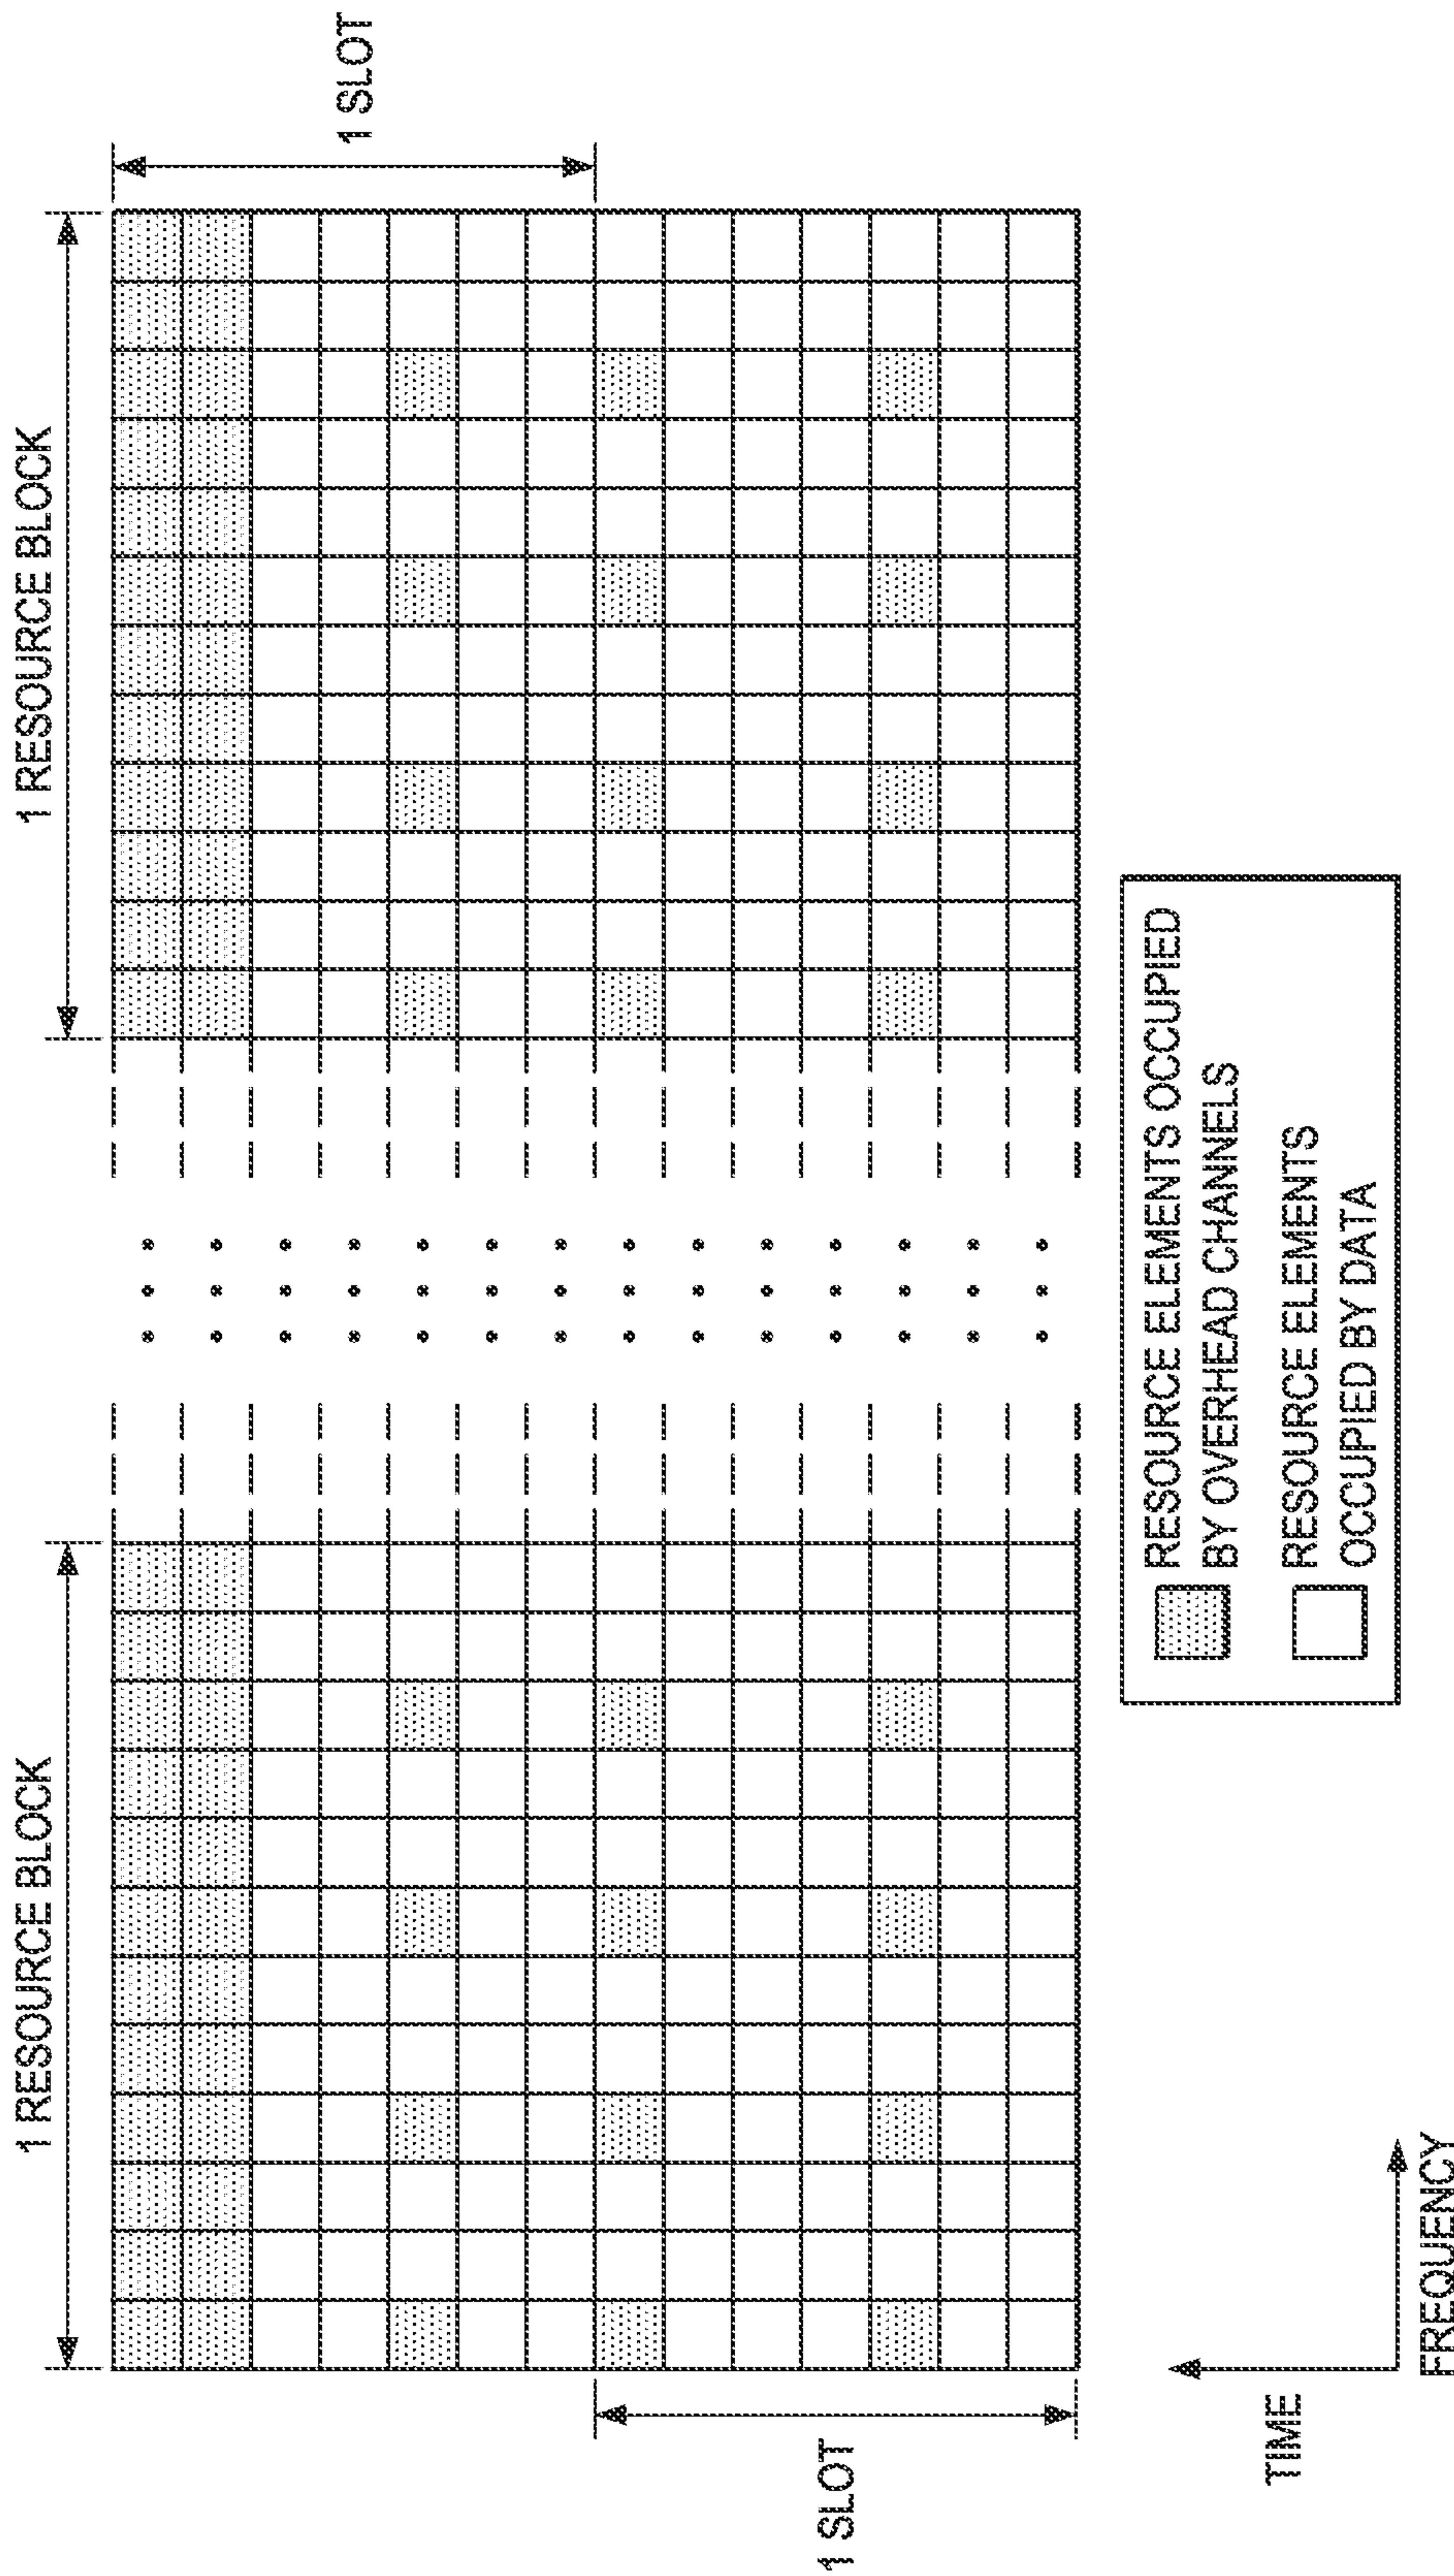 1 RESOURCE BLOCK
1 RESOURCE BLOCK
1 SLOT
1 SLOT
TIME
FREQUENCY
RESOURCE ELEMENTS OCCUPIED
BY OVERHEAD CHANNELS
RESOURCE ELEMENTS
OCCUPIED BY DATA